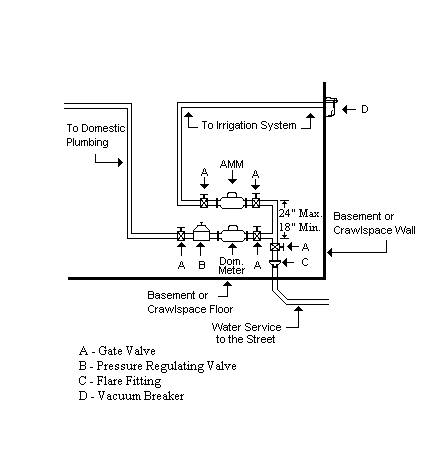 D
To Domestic
Plumbing
To Irrigation System
A
AMM
A
24" Max.
18" Min.
Basement or
Crawlspace Wall
A
B
Dom.
Meter
A
A
C
Basement or
Crawlspace Floor
Water Service
to the Street
A - Gate Valve
B - Pressure Regulating Valve
C - Flare Fitting
D - Vacuum Breaker